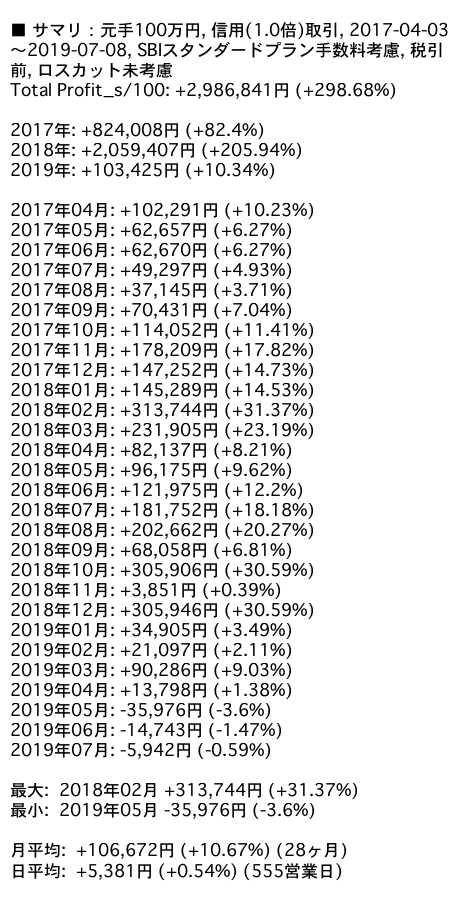 ■ サマリ：元手100万円, 信用(1.0倍)取引, 2017-04-03
～2019-07-08, SBIスタンダードプラン手数料考慮, 税引
前, ロスカット未考慮
Total Profit_s/100: +2,986,841円 (+298.68%)
2017年: +824,008円 (+82.4%)
2018年: +2,059,407円 (+205.94%)
2019年: +103,425円 (+10.34%)
2017年04月: +102,291円 (+10.23%)
2017年05月: +62,657円 (+6.27%)
2017年06月: +62,670円 (+6.27%)
2017年07月: +49,297円 (+4.93%)
2017年08月: +37,145円 (+3.71%)
2017年09月: +70,431円 (+7.04%)
2017年10月: +114,052円 (+11.41%)
2017年11月: +178,209円 (+17.82%)
2017年12月: +147,252円 (+14.73%)
2018年01月: +145,289円 (+14.53%)
2018年02月: +313,744円 (+31.37%)
2018年03月: +231,905円 (+23.19%)
2018年04月: +82,137円 (+8.21%)
2018年05月: +96,175円 (+9.62%)
2018年06月: +121,975円 (+12.2%)
2018年07月: +181,752円 (+18.18%)
2018年08月: +202,662円 (+20.27%)
2018年09月: +68,058円 (+6.81%)
2018年10月: +305,906円 (+30.59%)
2018年11月: +3,851円 (+0.39%)
2018年12月: +305,946円 (+30.59%)
2019年01月: +34,905円 (+3.49%)
2019年02月: +21,097円 (+2.11%)
2019年03月: +90,286円 (+9.03%)
2019年04月: +13,798円 (+1.38%)
2019年05月: -35,976円 (-3.6%)
2019年06月: -14,743円 (-1.47%)
2019年07月: -5,942円 (-0.59%)
最大: 2018年02月 +313,744円 (+31.37%)
最小: 2019年05月 -35,976円 (-3.6%)
月平均: +106,672円 (+10.67%) (28ヶ月)
日平均: +5,381円 (+0.54%) (555営業日)